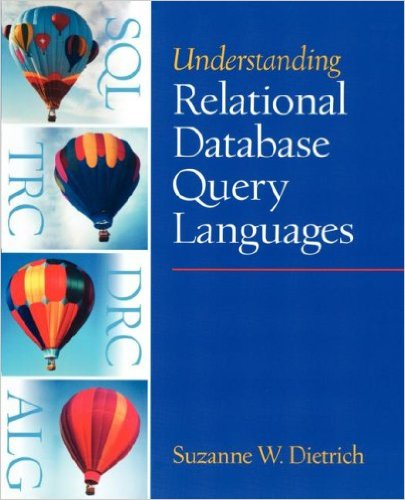 SQL
TRC
DRC
ALG
Understanding
Relational
Database
Query
Languages
Suzanne W. Dietrich